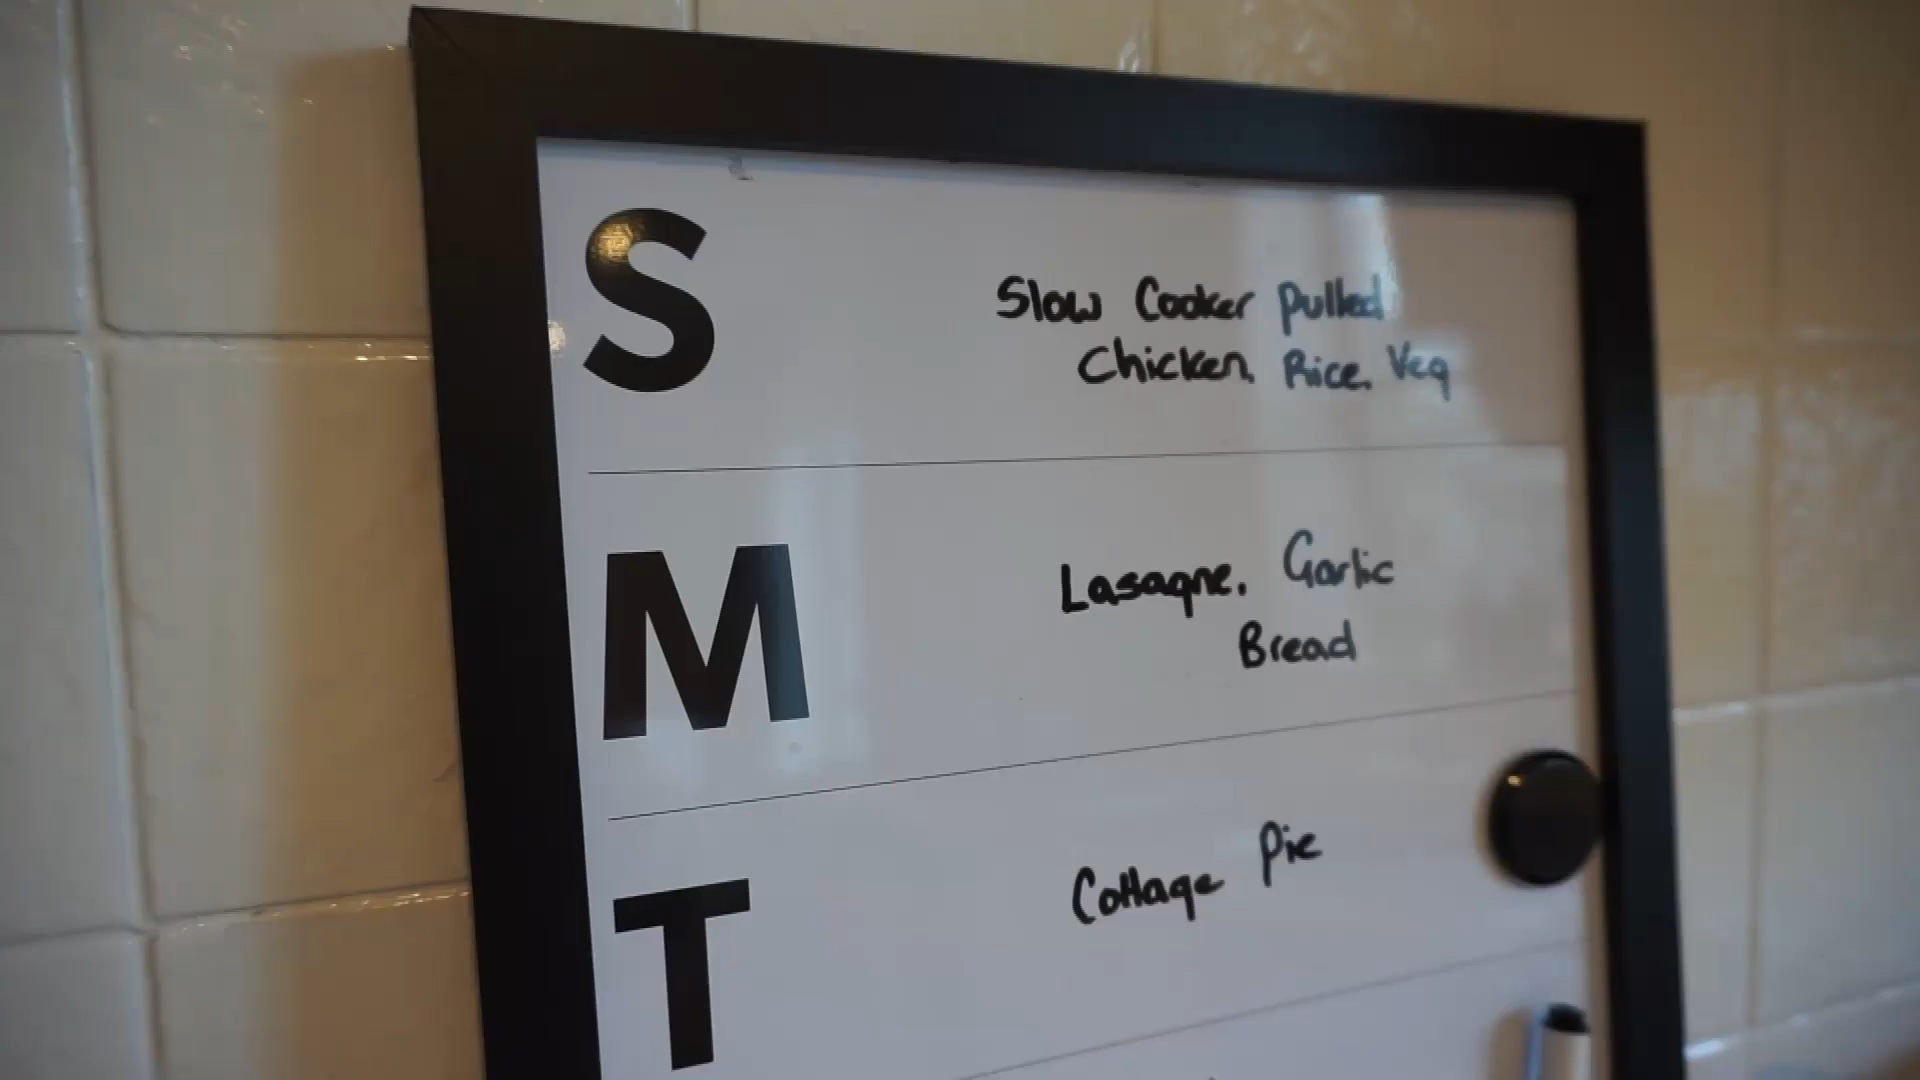 S
Slow Cooker pulled
Chicken, Rice, Veg
M
Lasagne, Garlic
Bread
T
Cottage Pie